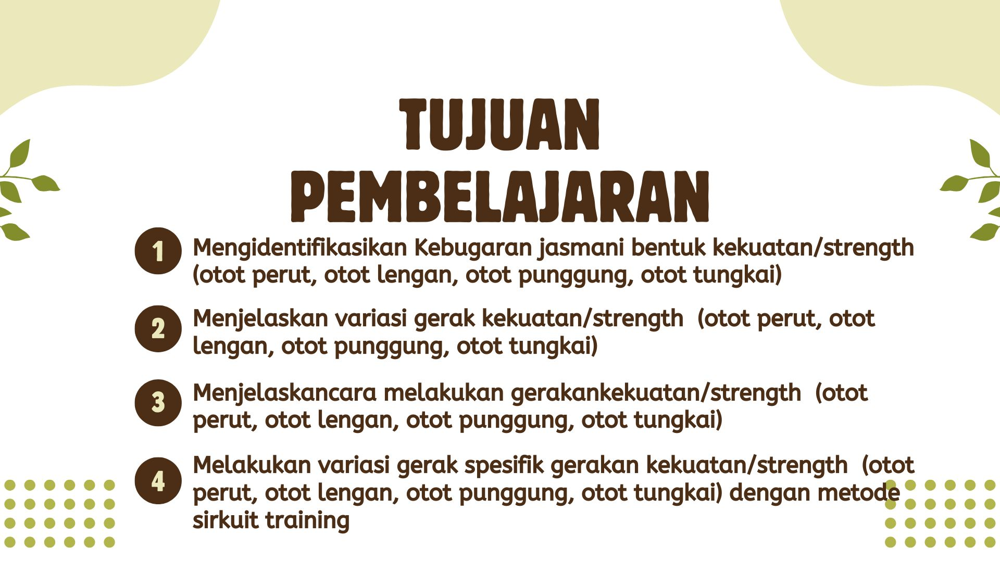 TUJUAN
PEMBELAJARAN
1
Mengidentifikasikan Kebugaran jasmani bentuk kekuatan/strength
(otot perut, otot lengan, otot punggung, otot tungkai)
2
Menjelaskan variasi gerak kekuatan/strength  (otot perut, otot
lengan, otot punggung, otot tungkai)
3
Menjelaskancara melakukan gerakankekuatan/strength  (otot
perut, otot lengan, otot punggung, otot tungkai)
4
Melakukan variasi gerak spesifik gerakan kekuatan/strength  (otot
perut, otot lengan, otot punggung, otot tungkai) dengan metode
sirkuit training